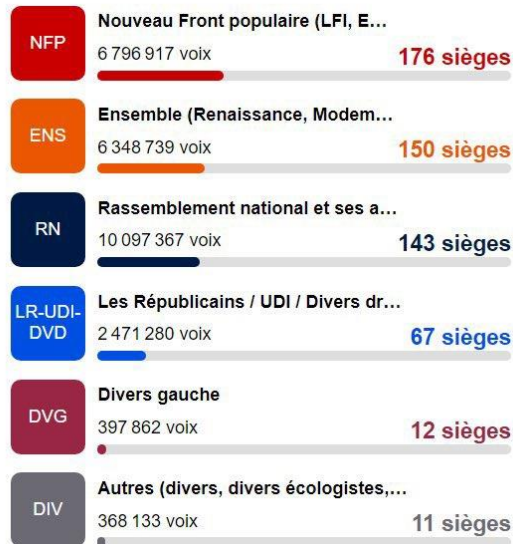 NFP
Nouveau Front populaire (LFI, E...
6 796 917 voix
176 sièges
ENS
Ensemble (Renaissance, Modem...
6 348 739 voix
150 sièges
RN
Rassemblement national et ses a...
10 097 367 voix
143 sièges
LR-UDI-
DVD
Les Républicains / UDI / Divers dr...
2 471 280 voix
67 sièges
DVG
Divers gauche
397 862 voix
12 sièges
DIV
Autres (divers, divers écologistes,...
368 133 voix
11 sièges